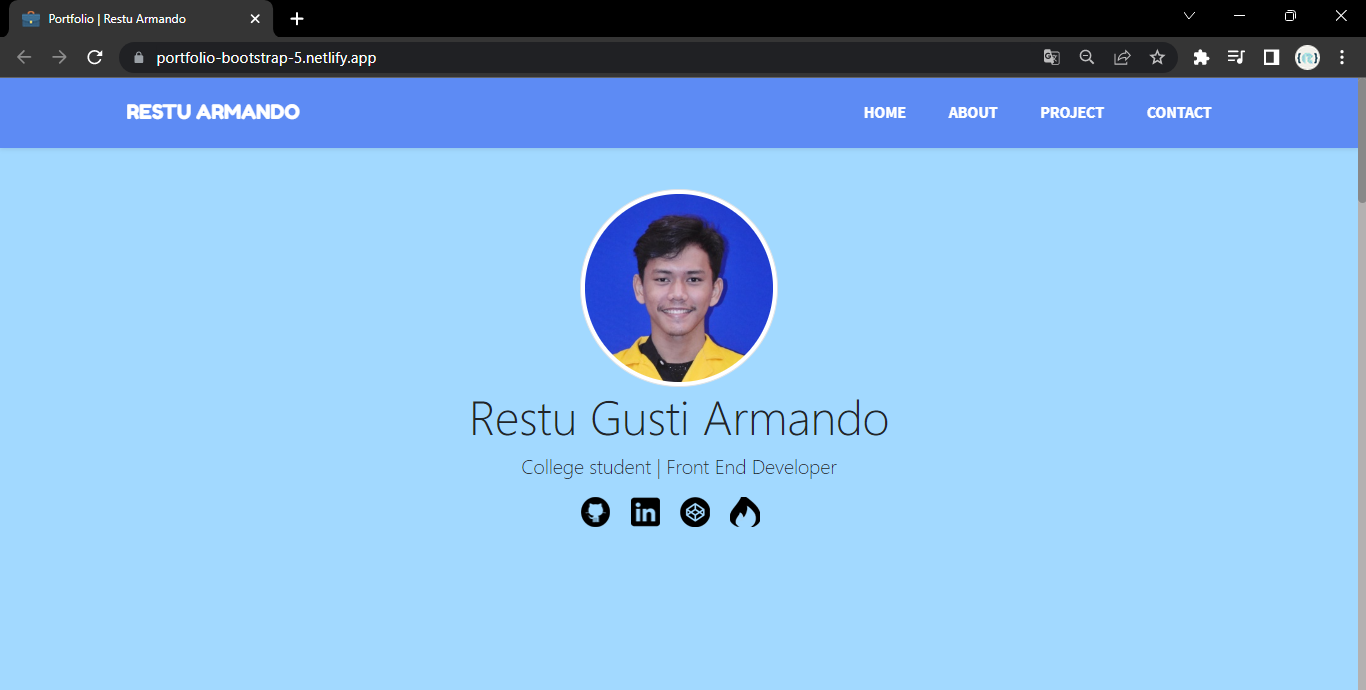 Portfolio | Restu Armando
portfolio-bootstrap-5.netlify.app
RESTU ARMANDO
HOME ABOUT PROJECT CONTACT
Restu Gusti Armando
College student | Front End Developer
in